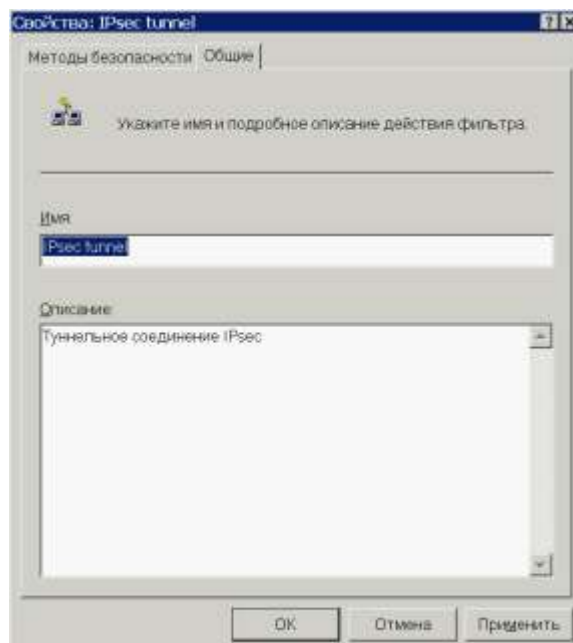 Свойства: IPsec tunnel
Методы безопасности Общие
Укажите имя и подробное описание действия фильтра.
Имя
IPsec tunnel
Описание
Туннельное соединение IPsec
ОК Отмена Применить